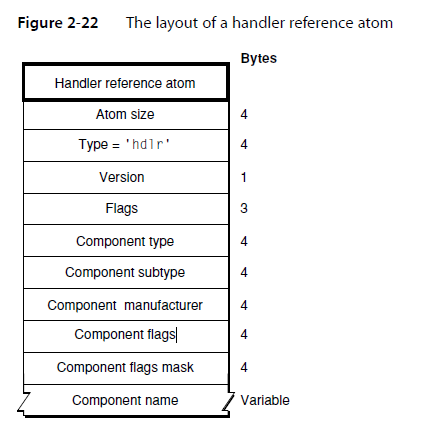 Figure 2-22 The layout of a handler reference atom
Bytes
Handler reference atom
Atom size 4
Type = 'hdlr' 4
Version 1
Flags 3
Component type 4
Component subtype 4
Component manufacturer 4
Component flags 4
Component flags mask 4
Component name Variable